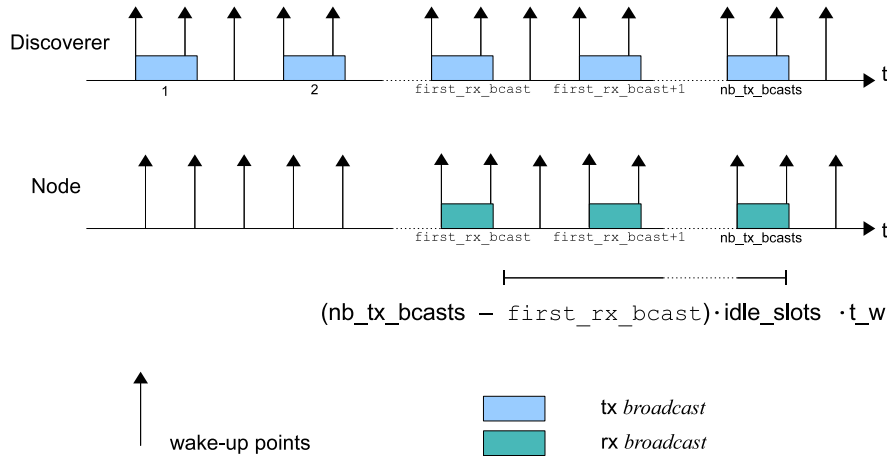 Discoverer
t
1
2
first_rx_bcast
first_rx_bcast+1
nb_tx_bcasts
Node
t
first_rx_bcast
first_rx_bcast+1
nb_tx_bcasts
(nb_tx_bcasts − first_rx_bcast)·idle_slots ·t_w
tx broadcast
wake-up points
rx broadcast